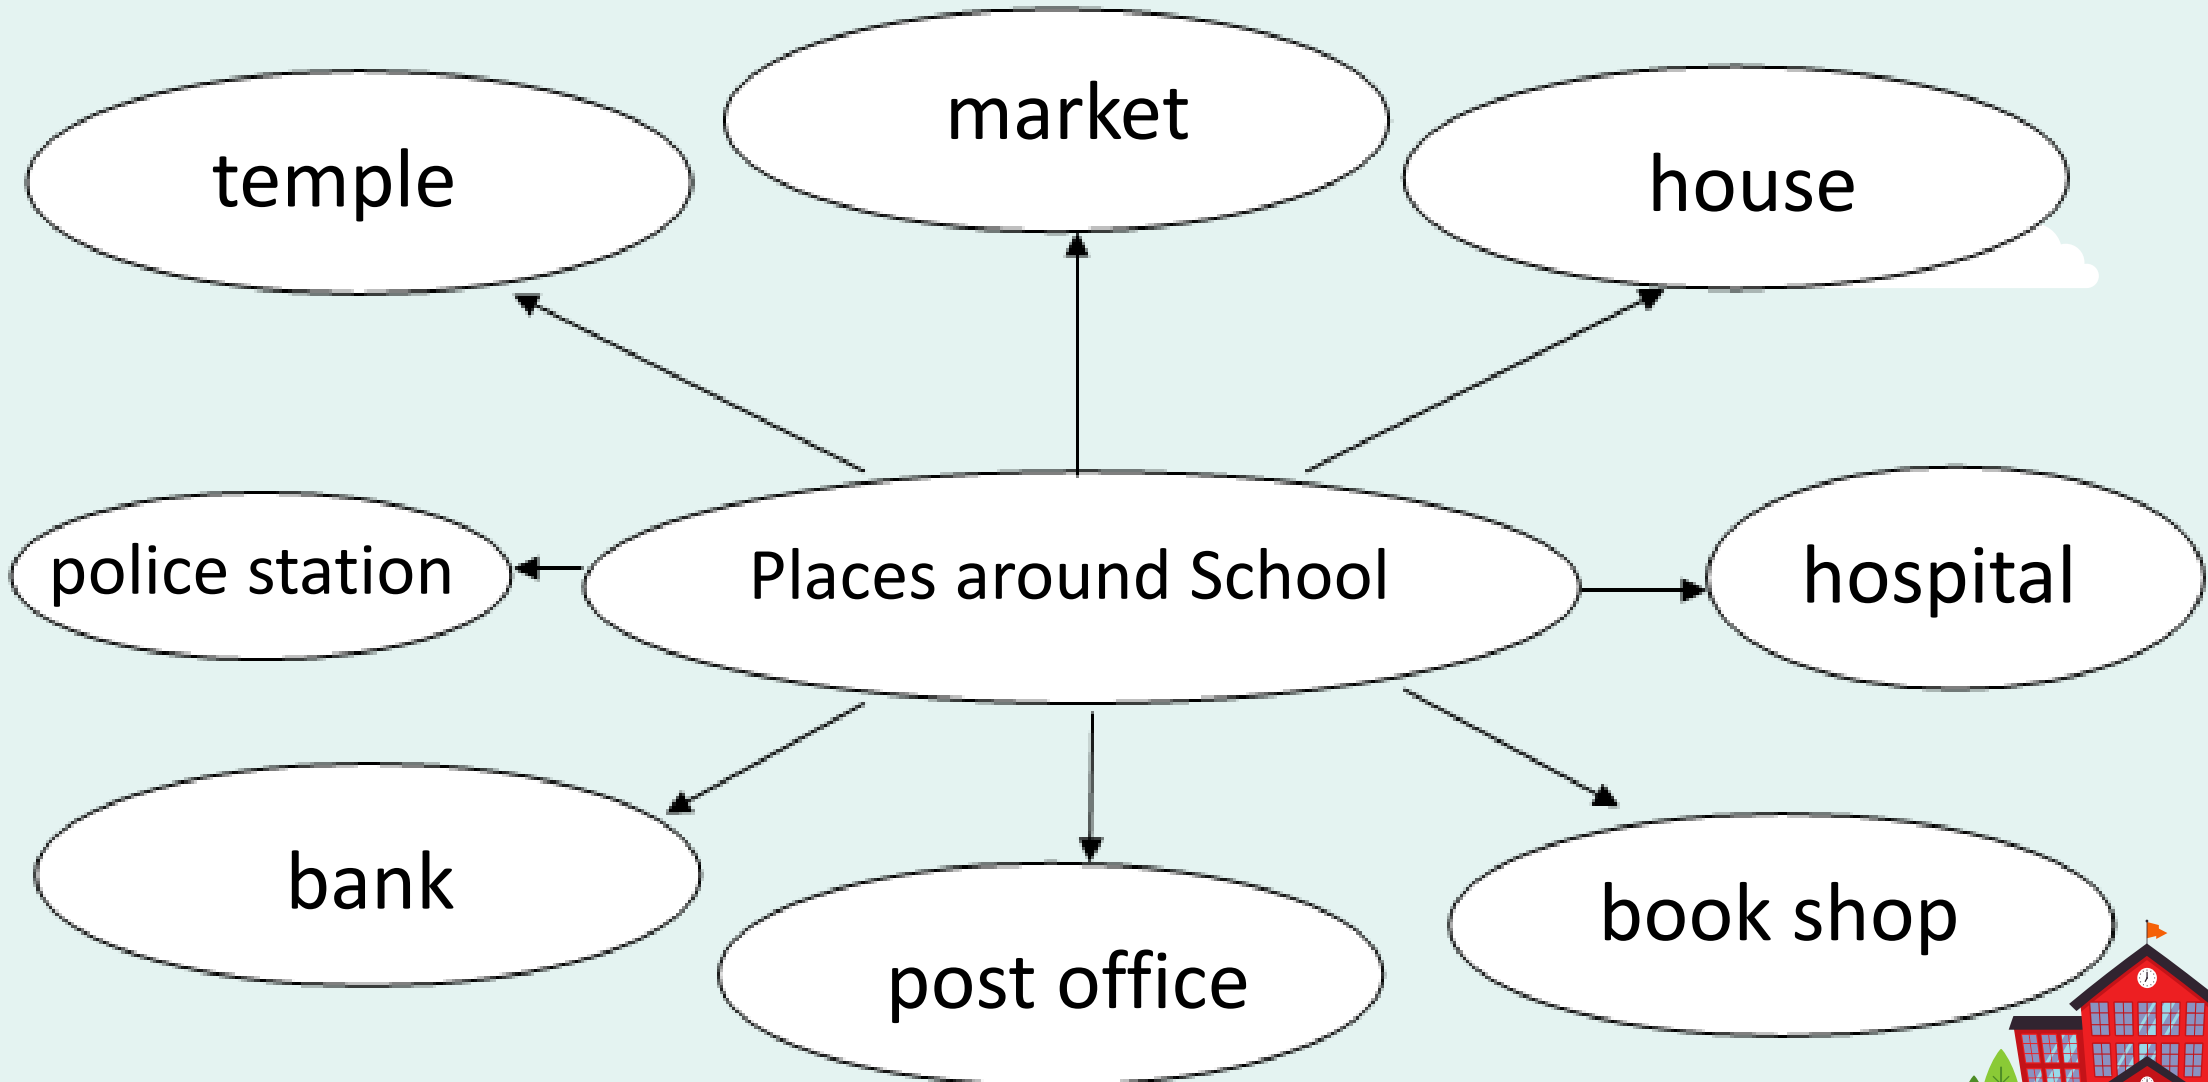 temple
market
house
police station
Places around School
hospital
bank
post office
book shop